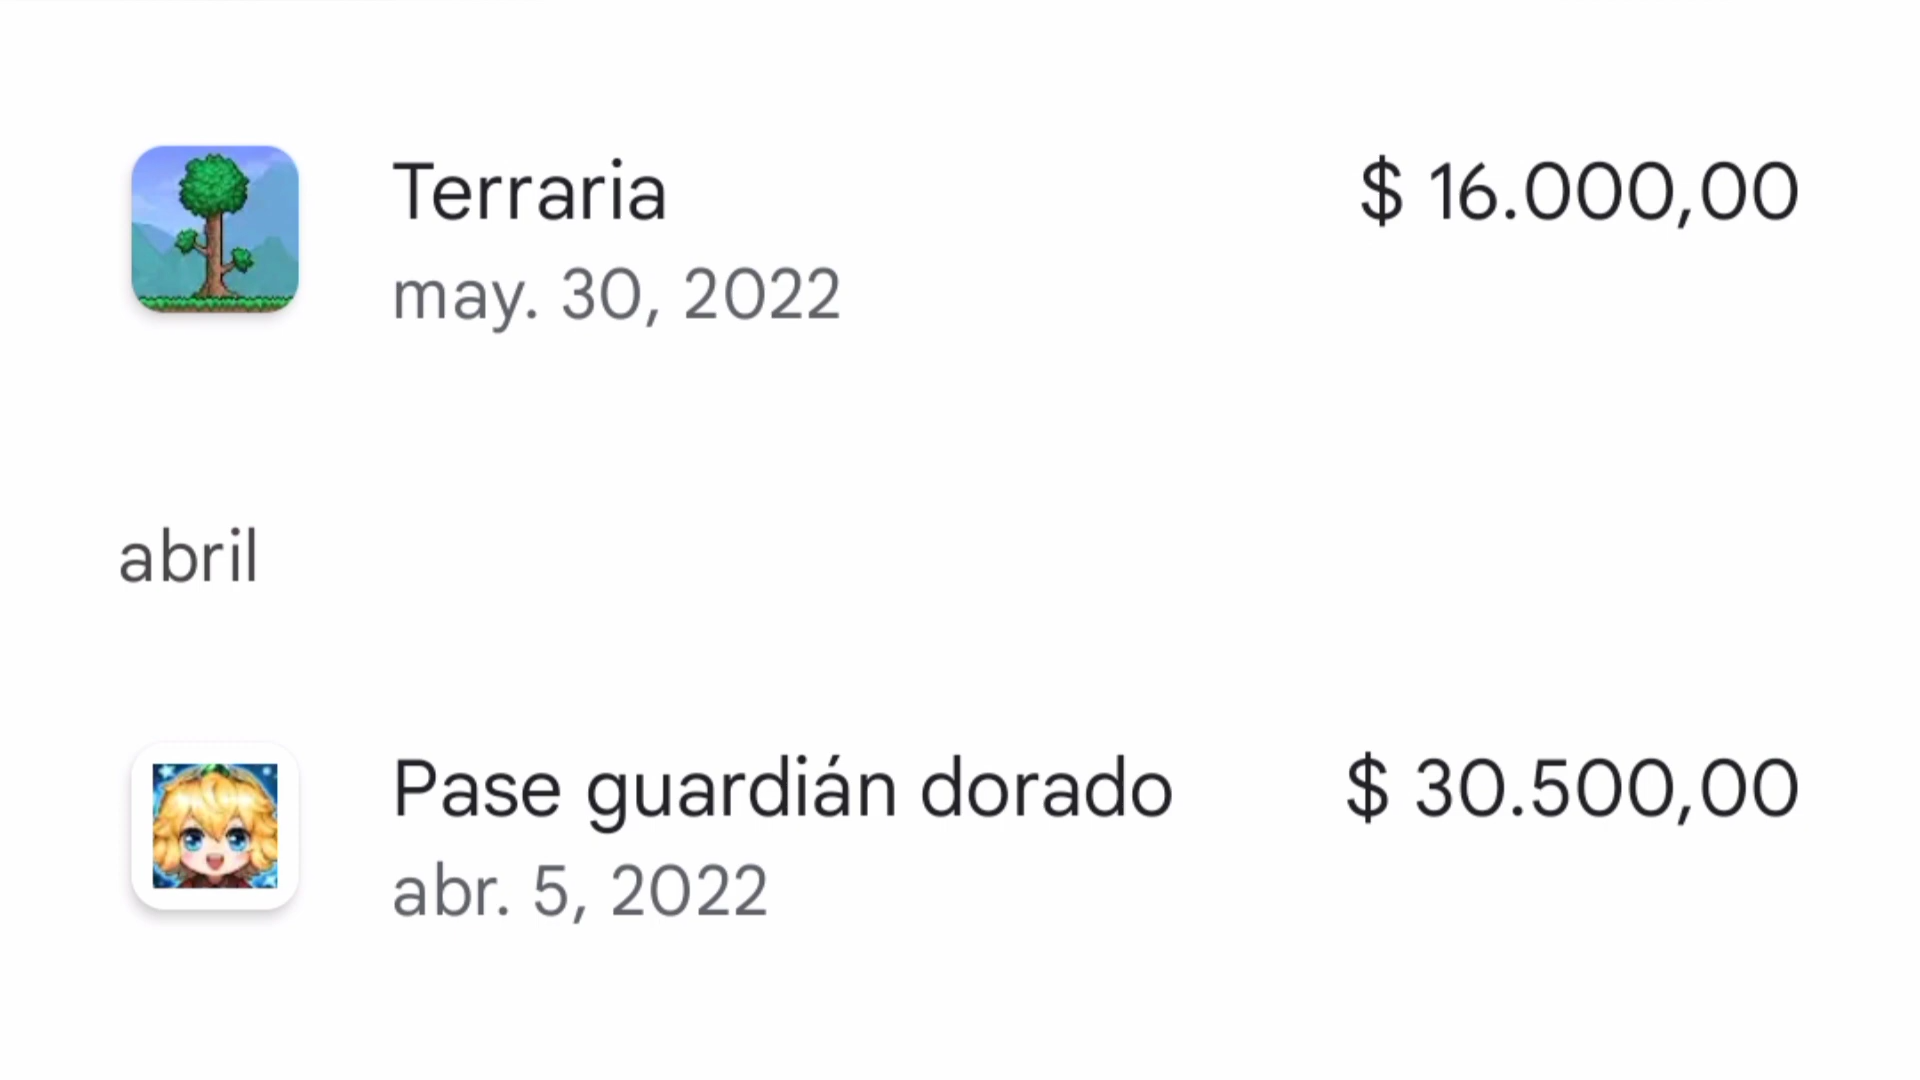 Terraria
$ 16.000,00
may. 30, 2022
abril
Pase guardián dorado
$ 30.500,00
abr. 5, 2022